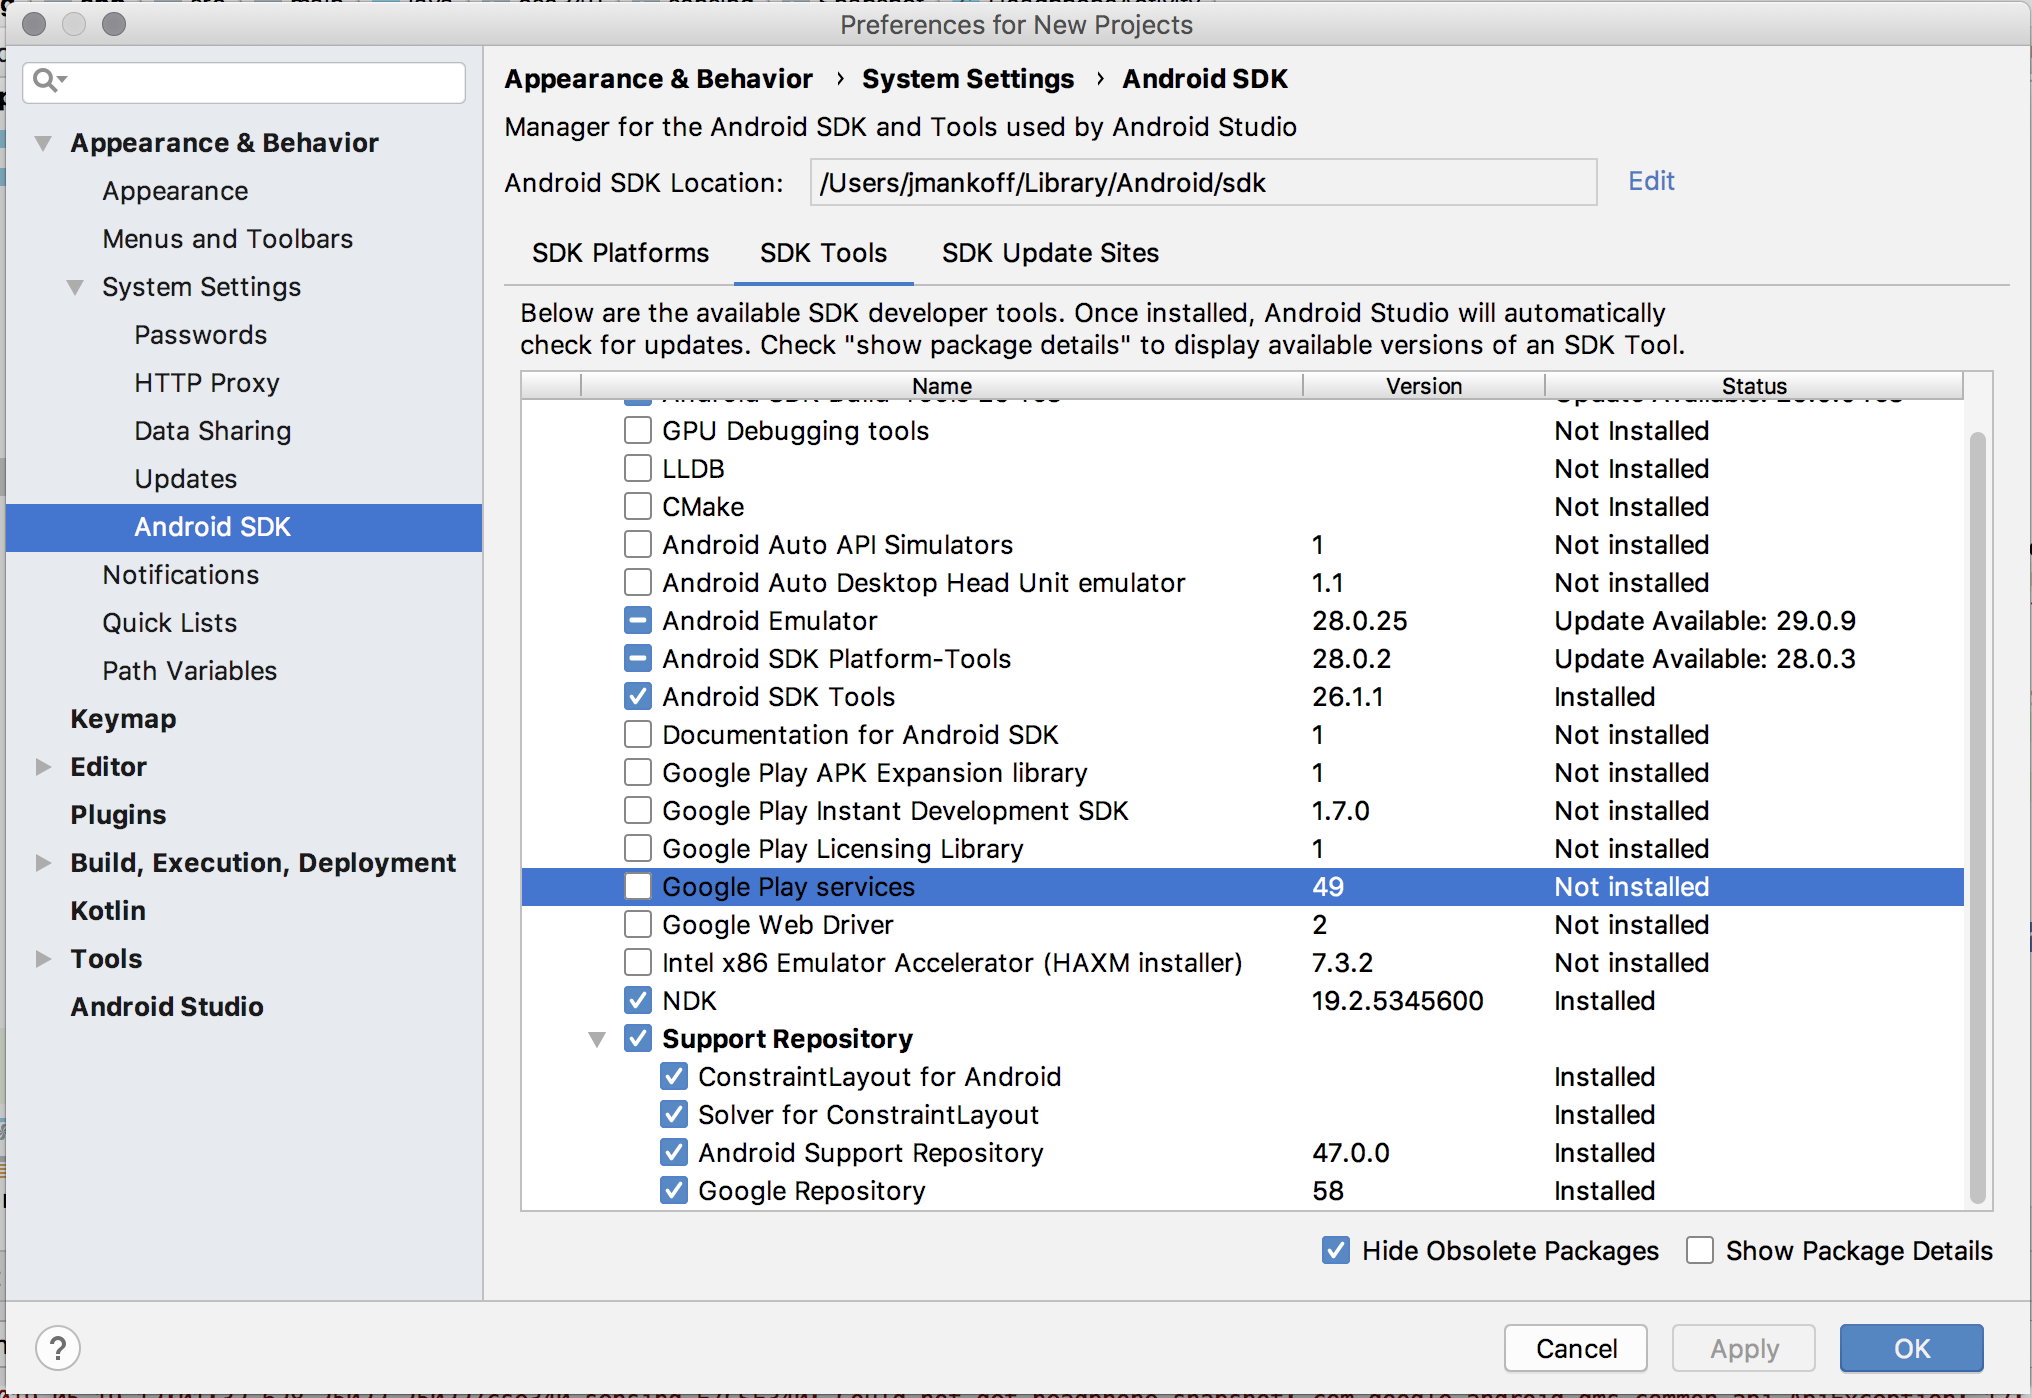 Preferences for New Projects
Appearance & Behavior
Appearance
Menus and Toolbars
System Settings
Passwords
HTTP Proxy
Data Sharing
Updates
Android SDK
Notifications
Quick Lists
Path Variables
Keymap
Editor
Plugins
Build, Execution, Deployment
Kotlin
Tools
Android Studio
Appearance & Behavior › System Settings › Android SDK
Manager for the Android SDK and Tools used by Android Studio
Android SDK Location: /Users/jmankoff/Library/Android/sdk Edit
SDK Platforms SDK Tools SDK Update Sites
Below are the available SDK developer tools. Once installed, Android Studio will automatically
check for updates. Check "show package details" to display available versions of an SDK Tool.
Name Version Status
GPU Debugging tools Not Installed
LLDB Not Installed
CMake Not Installed
Android Auto API Simulators 1 Not installed
Android Auto Desktop Head Unit emulator 1.1 Not installed
Android Emulator 28.0.25 Update Available: 29.0.9
Android SDK Platform-Tools 28.0.2 Update Available: 28.0.3
Android SDK Tools 26.1.1 Installed
Documentation for Android SDK 1 Not installed
Google Play APK Expansion library 1 Not installed
Google Play Instant Development SDK 1.7.0 Not installed
Google Play Licensing Library 1 Not installed
Google Play services 49 Not installed
Google Web Driver 2 Not installed
Intel x86 Emulator Accelerator (HAXM installer) 7.3.2 Not installed
NDK 19.2.5345600 Installed
Support Repository
ConstraintLayout for Android Installed
Solver for ConstraintLayout Installed
Android Support Repository 47.0.0 Installed
Google Repository 58 Installed
Hide Obsolete Packages Show Package Details
? Cancel Apply OK